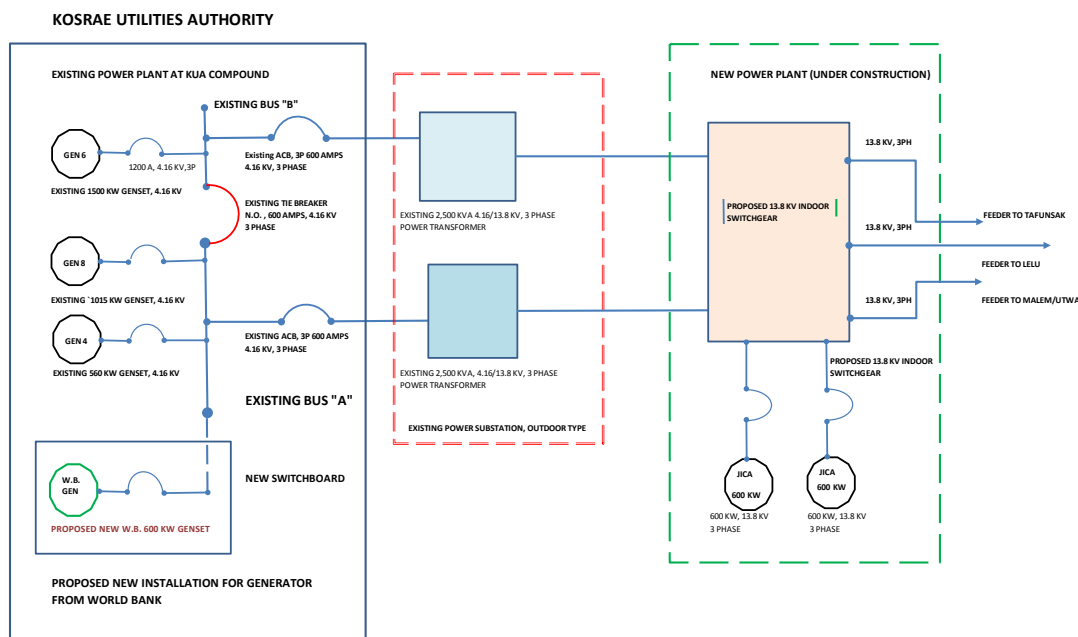 KOSRAE UTILITIES AUTHORITY
EXISTING POWER PLANT AT KUA COMPOUND
EXISTING BUS "B"
GEN 6
1200 A, 4.16 KV,3P
EXISTING 1500 KW GENSET, 4.16 KV
Existing ACB, 3P 600 AMPS
4.16 KV, 3 PHASE
EXISTING TIE BREAKER
N.O. , 600 AMPS, 4.16 KV
3 PHASE
GEN 8
EXISTING `1015 KW GENSET, 4.16 KV
GEN 4
EXISTING 560 KW GENSET, 4.16 KV
EXISTING ACB, 3P 600 AMPS
4.16 KV, 3 PHASE
EXISTING BUS "A"
W.B.
GEN
NEW SWITCHBOARD
PROPOSED NEW W.B. 600 KW GENSET
PROPOSED NEW INSTALLATION FOR GENERATOR
FROM WORLD BANK
EXISTING 2,500 KVA 4.16/13.8 KV, 3 PHASE
POWER TRANSFORMER
EXISTING 2,500 KVA, 4.16/13.8 KV, 3 PHASE
POWER TRANSFORMER
EXISTING POWER SUBSTATION, OUTDOOR TYPE
NEW POWER PLANT (UNDER CONSTRUCTION)
PROPOSED 13.8 KV INDOOR
SWITCHGEAR
13.8 KV, 3PH
FEEDER TO TAFUNSAK
13.8 KV, 3PH
FEEDER TO LELU
13.8 KV, 3PH
FEEDER TO MALEM/UTWA
PROPOSED 13.8 KV INDOOR
SWITCHGEAR
JICA
600 KW
600 KW, 13.8 KV
3 PHASE
JICA
600 KW
600 KW, 13.8 KV
3 PHASE